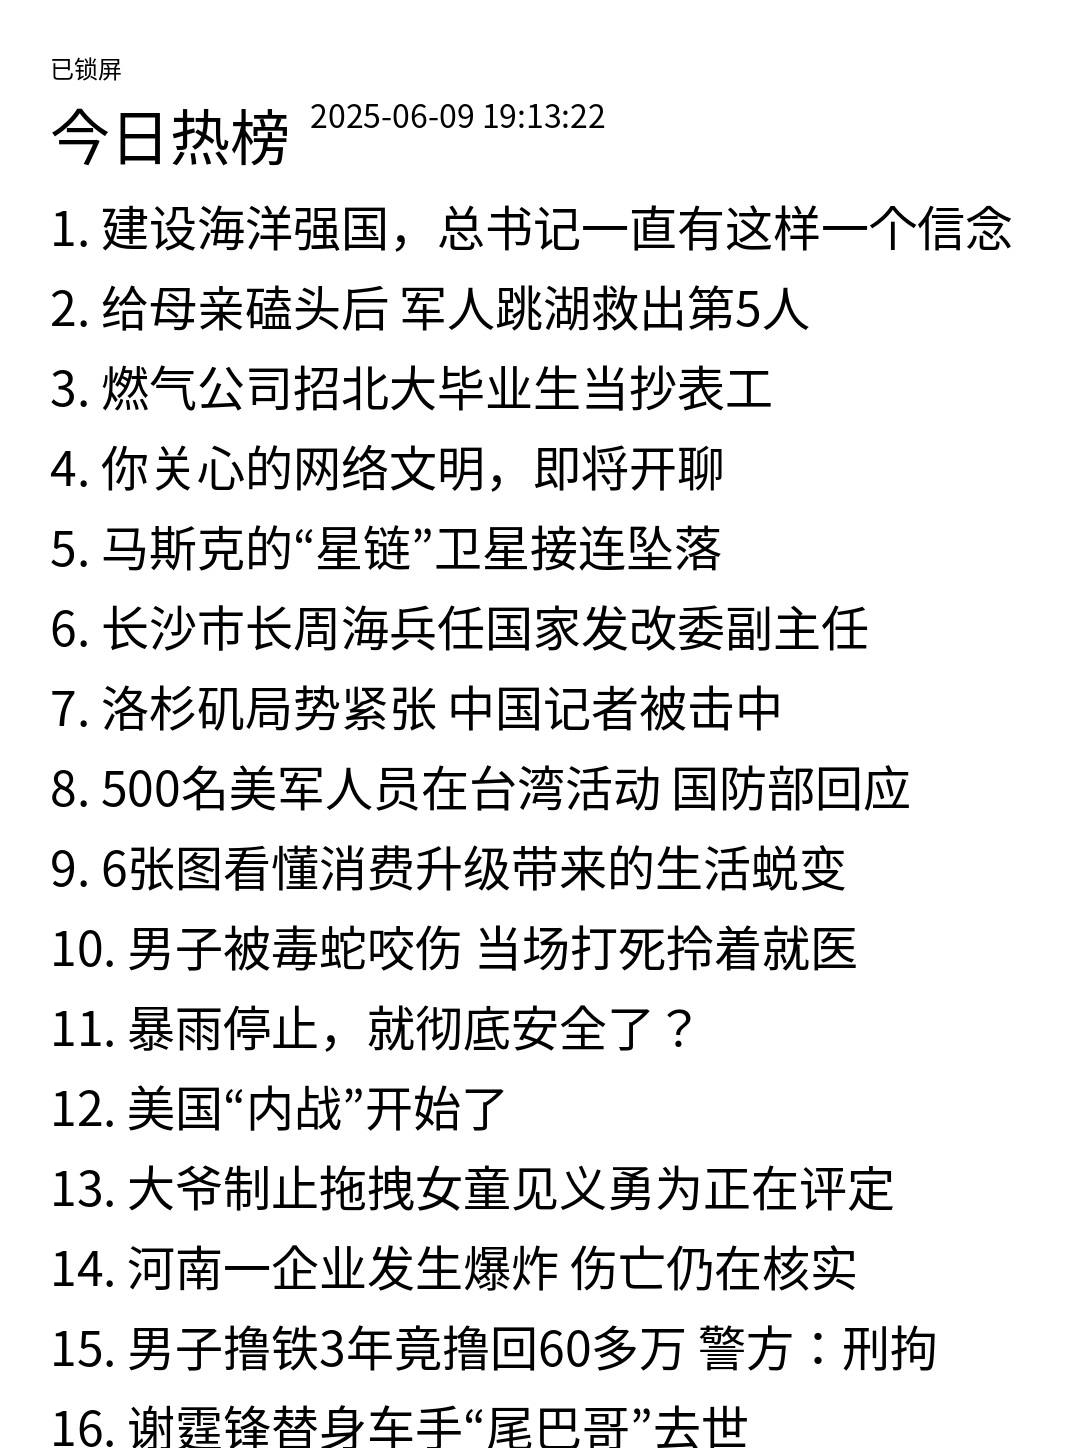 已锁屏
今日热榜 2025-06-09 19:13:22
1. 建设海洋强国，总书记一直有这样一个信念
2. 给母亲磕头后 军人跳湖救出第5人
3. 燃气公司招北大毕业生当抄表工
4. 你关心的网络文明，即将开聊
5. 马斯克的“星链”卫星接连坠落
6. 长沙市长周海兵任国家发改委副主任
7. 洛杉矶局势紧张 中国记者被击中
8. 500名美军人员在台湾活动 国防部回应
9. 6张图看懂消费升级带来的生活蜕变
10. 男子被毒蛇咬伤 当场打死拎着就医
11. 暴雨停止，就彻底安全了？
12. 美国“内战”开始了
13. 大爷制止拖拽女童见义勇为正在评定
14. 河南一企业发生爆炸 伤亡仍在核实
15. 男子撸铁3年竟撸回60多万 警方：刑拘
16. 谢霆锋替身车手“尾巴哥”去世